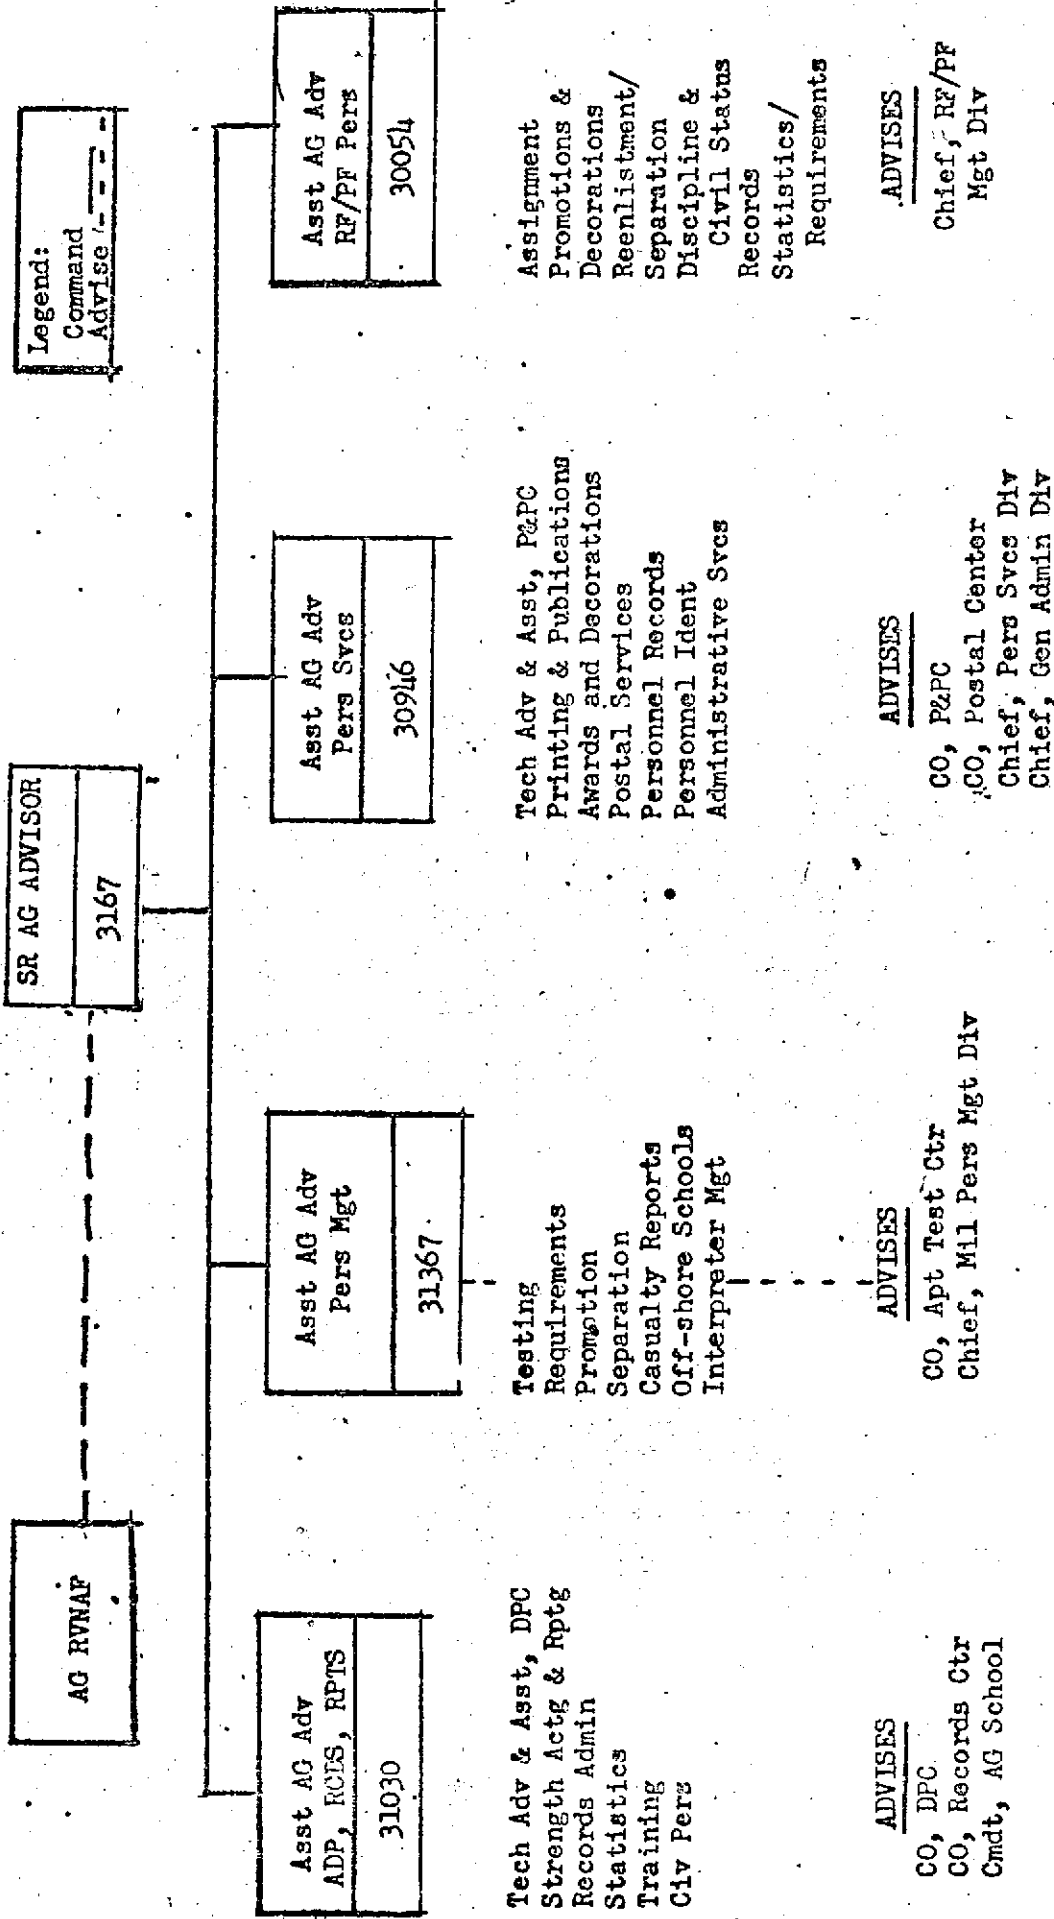 Legend:
Command
Advise
AG RVNAF
SR AG ADVISOR
3167
Asst AG Adv
ADP, RCDS, RPTS
31030
Tech Adv & Asst, DPC
Strength Actg & Rptg
Records Admin
Statistics
Training
Civ Pers
ADVISES
CO, DPC
CO, Records Ctr
Cmdt, AG School
Asst AG Adv
Pers Mgt
31367
Testing
Requirements
Promotion
Separation
Casualty Reports
Off-shore Schools
Interpreter Mgt
ADVISES
CO, Apt Test Ctr
Chief, Mil Pers Mgt Div
Asst AG Adv
Pers Svcs
30946
Tech Adv & Asst, P&PC
Printing & Publications
Awards and Decorations
Postal Services
Personnel Records
Personnel Ident
Administrative Svcs
ADVISES
CO, P&PC
CO, Postal Center
Chief, Pers Svcs Div
Chief, Gen Admin Div
Asst AG Adv
RF/PF Pers
30054
Assignment
Promotions &
Decorations
Reenlistment/
Separation
Discipline &
Civil Status
Records
Statistics/
Requirements
ADVISES
Chief, RF/PF
Mgt Div